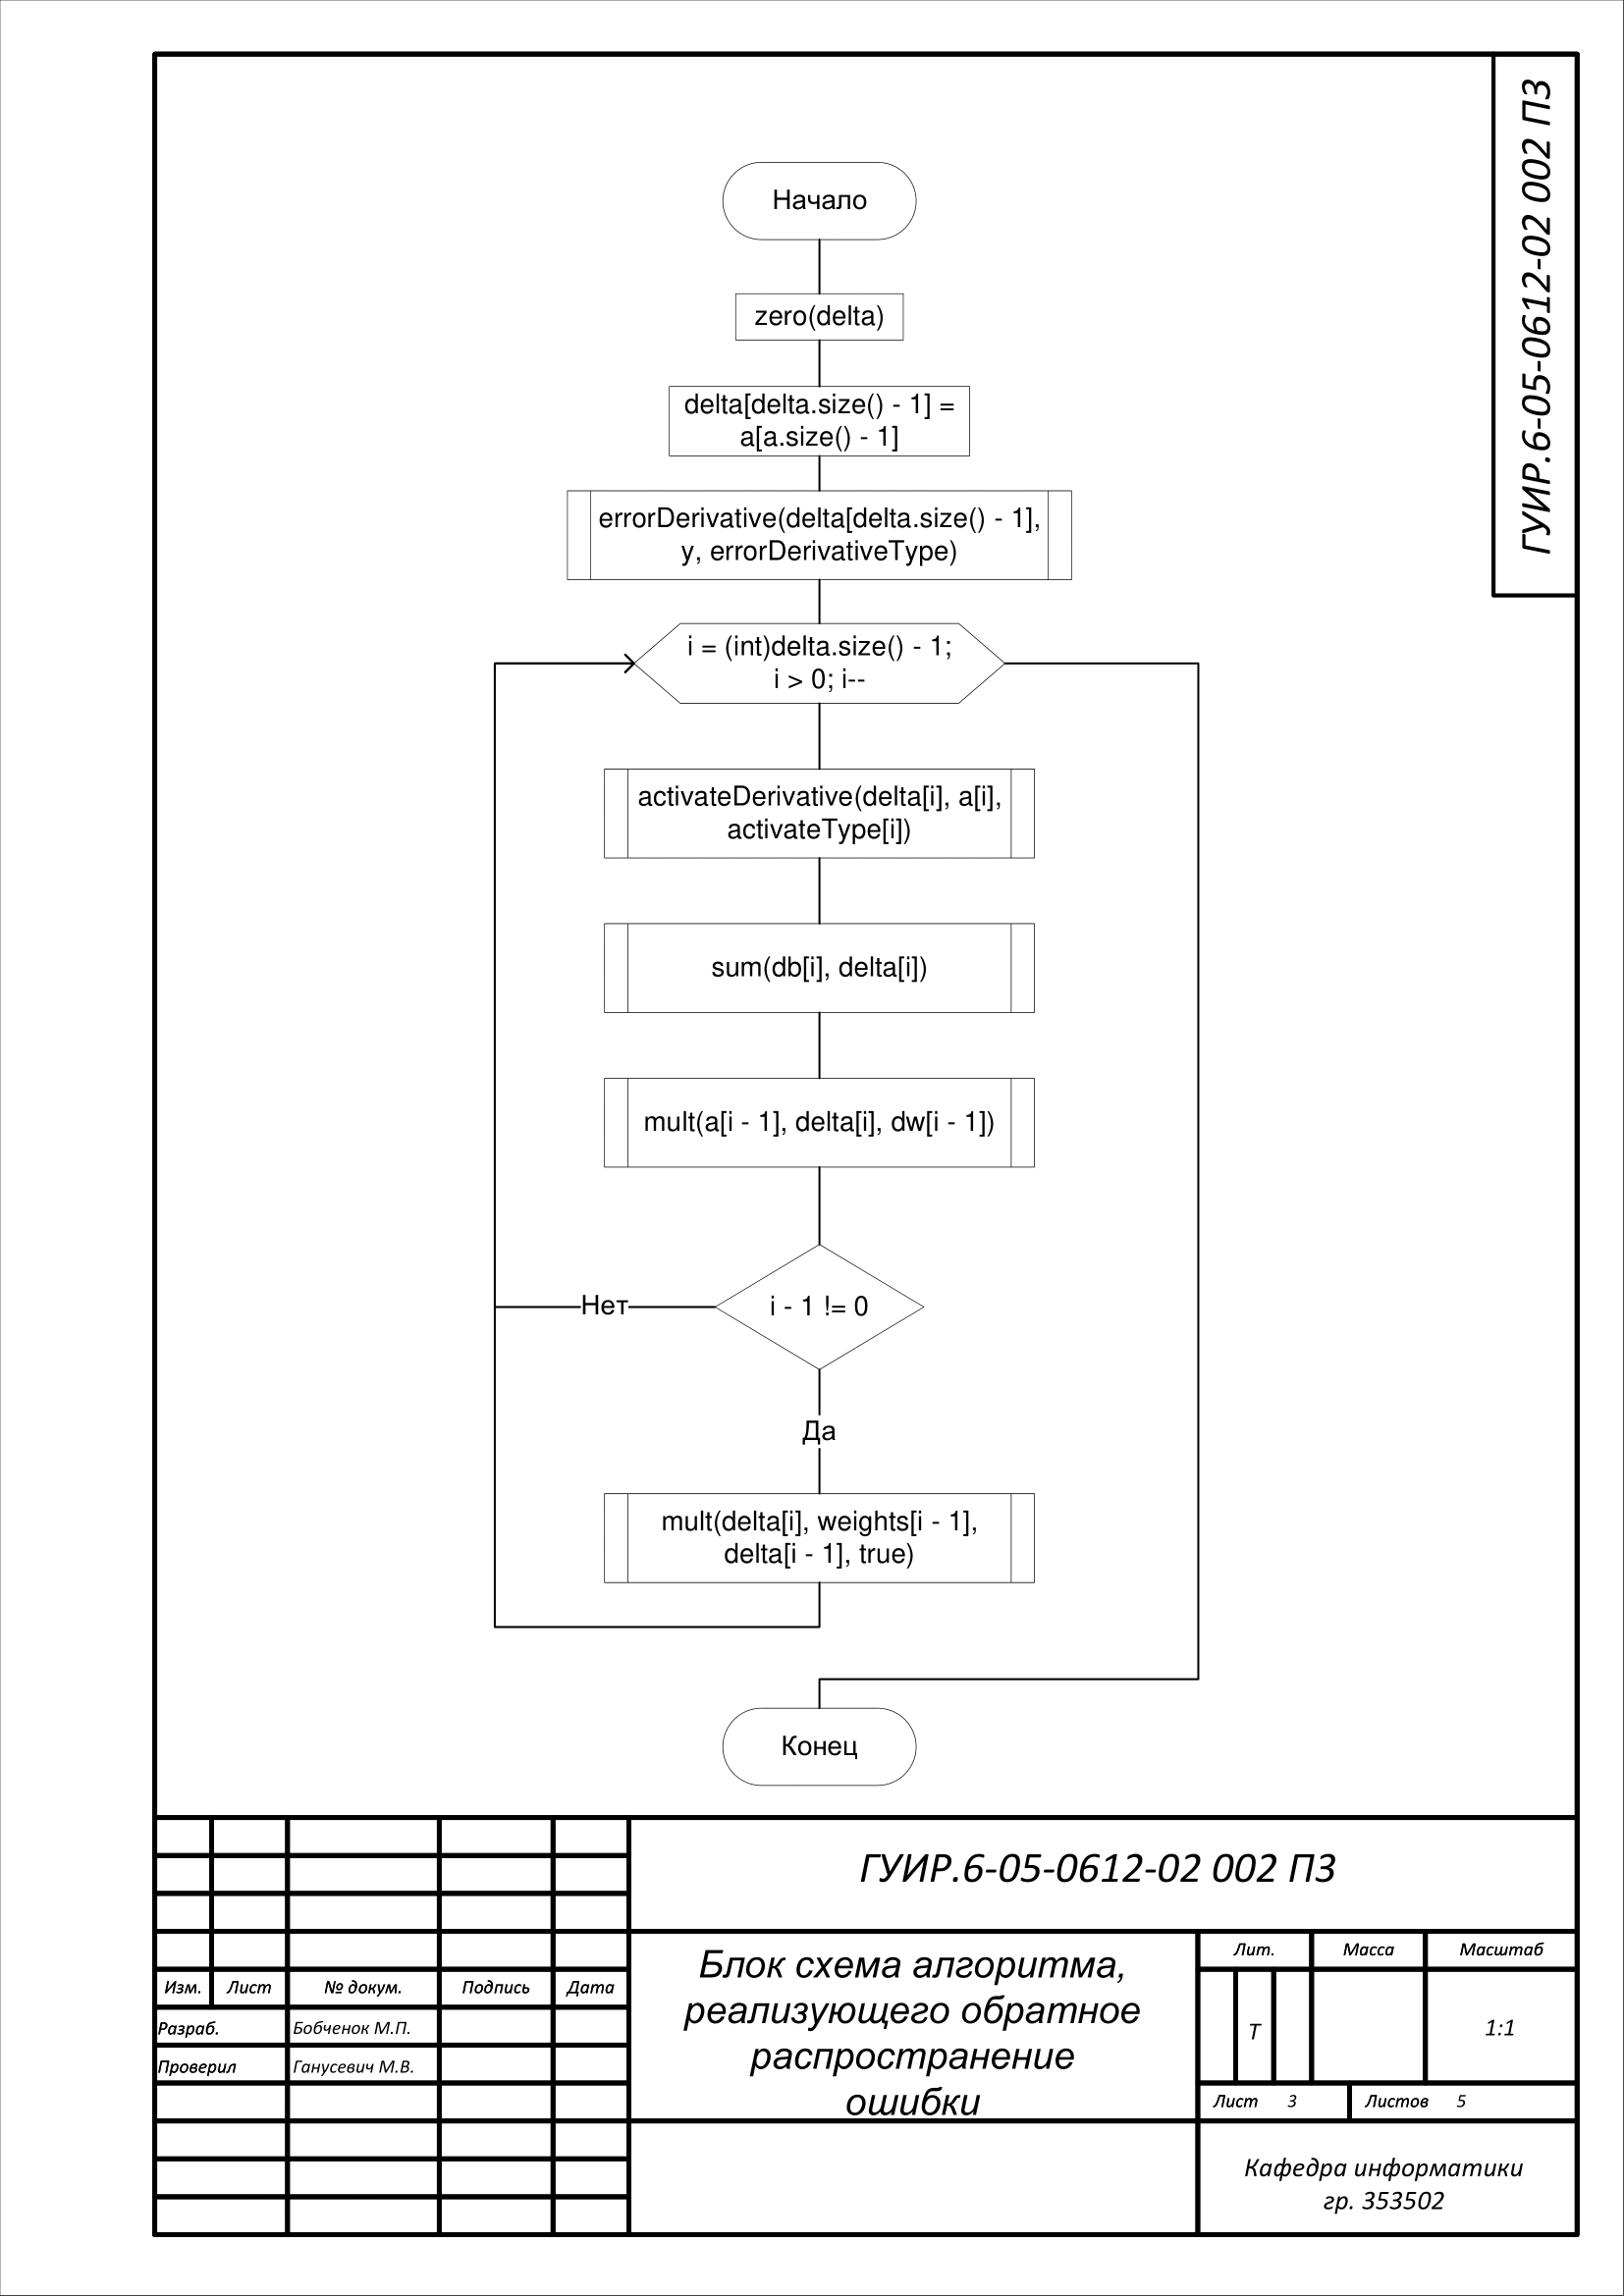 ГУИР.6-05-0612-02 002 ПЗ
Начало
zero(delta)
delta[delta.size() - 1] =
a[a.size() - 1]
errorDerivative(delta[delta.size() - 1],
y, errorDerivativeType)
i = (int)delta.size() - 1;
i > 0; i--
activateDerivative(delta[i], a[i],
activateType[i])
sum(db[i], delta[i])
mult(a[i - 1], delta[i], dw[i - 1])
i - 1 != 0
Нет
Да
mult(delta[i], weights[i - 1],
delta[i - 1], true)
Конец
ГУИР.6-05-0612-02 002 ПЗ
Изм. Лист № докум. Подпись Дата
Разраб. Бобченок М.П.
Проверил Ганусевич М.В.
Блок схема алгоритма,
реализующего обратное
распространение
ошибки
Лит. Масса Масштаб
Т 1:1
Лист 3 Листов 5
Кафедра информатики
гр. 353502